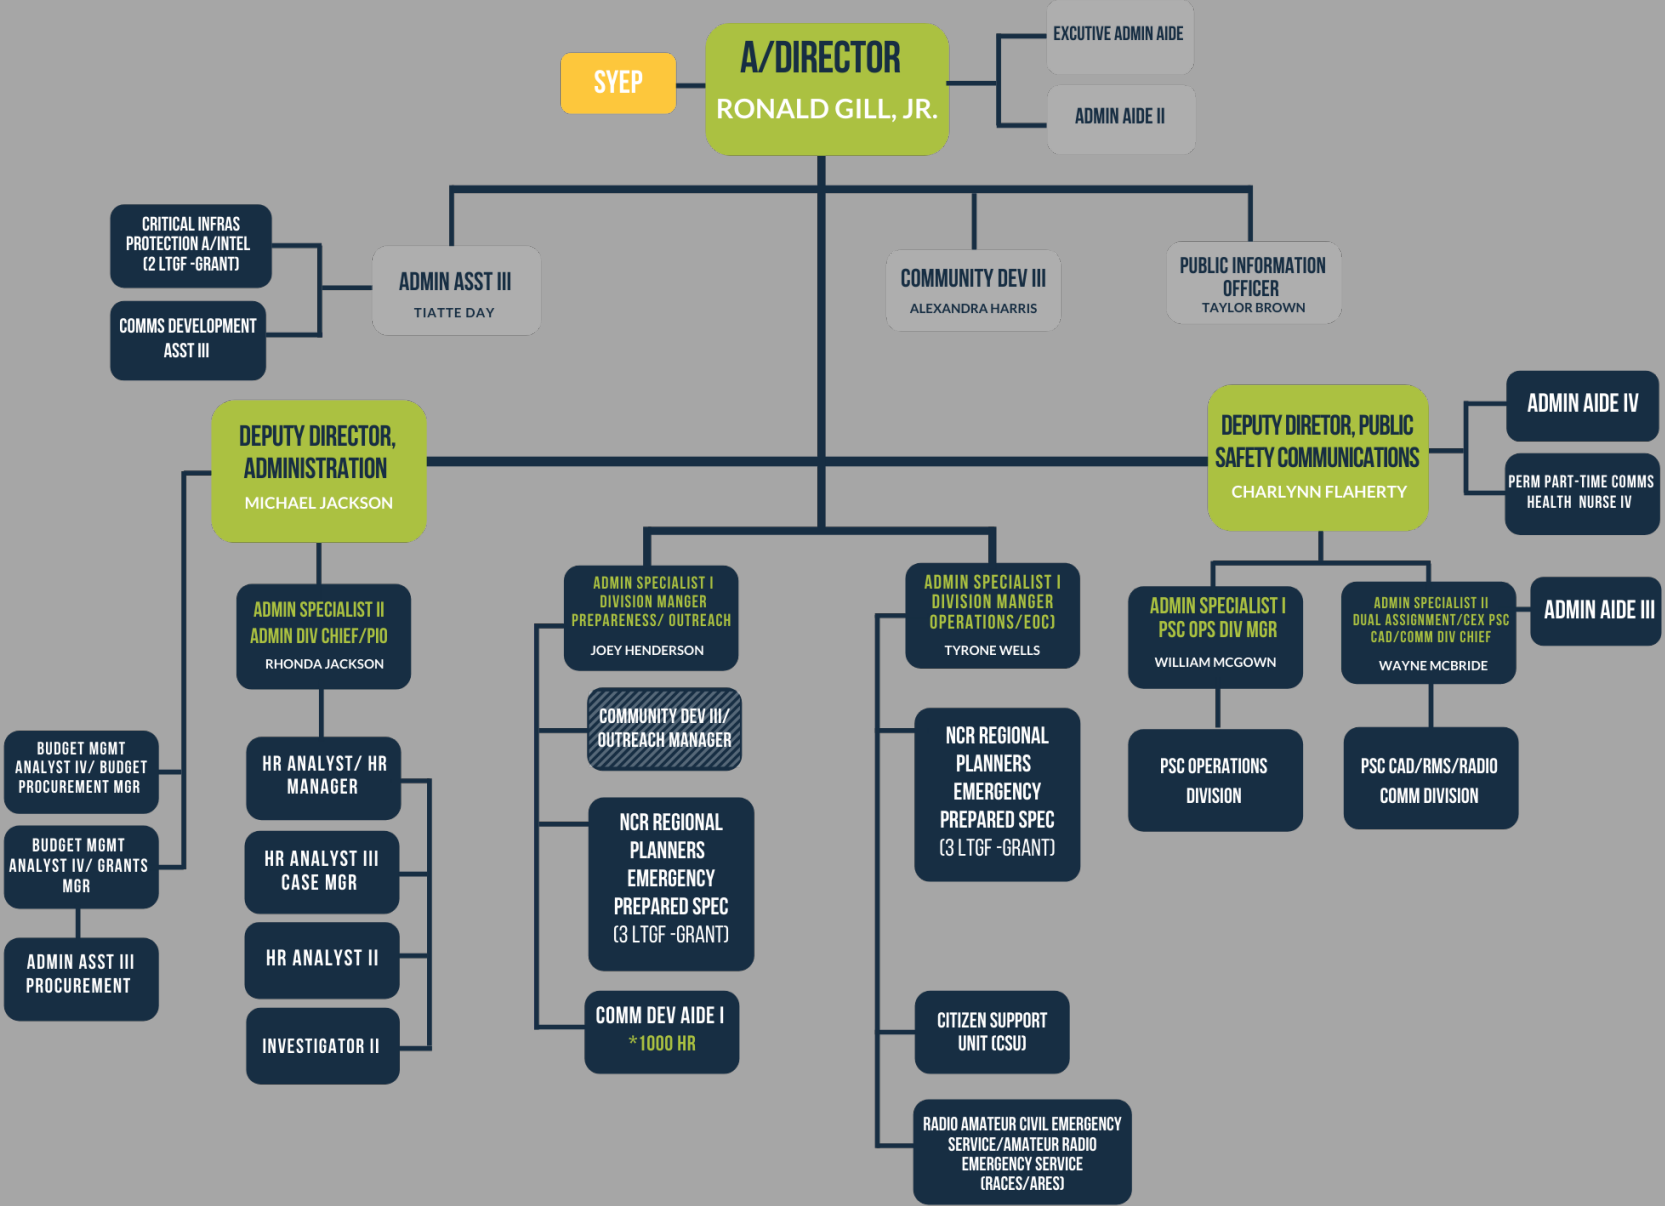 A/DIRECTOR
RONALD GILL, JR.
SYEP
EXCUTIVE ADMIN AIDE
ADMIN AIDE II
CRITICAL INFRAS
PROTECTION A/INTEL
(2 LTGF -GRANT)
COMMS DEVELOPMENT
ASST III
ADMIN ASST III
TIATTE DAY
COMMUNITY DEV III
ALEXANDRA HARRIS
PUBLIC INFORMATION
OFFICER
TAYLOR BROWN
DEPUTY DIRECTOR,
ADMINISTRATION
MICHAEL JACKSON
DEPUTY DIRETOR, PUBLIC
SAFETY COMMUNICATIONS
CHARLYNN FLAHERTY
ADMIN AIDE IV
PERM PART-TIME COMMS
HEALTH NURSE IV
ADMIN SPECIALIST II
ADMIN DIV CHIEF/PIO
RHONDA JACKSON
ADMIN SPECIALIST I
DIVISION MANGER
PREPARENESS/ OUTREACH
JOEY HENDERSON
ADMIN SPECIALIST I
DIVISION MANGER
OPERATIONS/EOC)
TYRONE WELLS
ADMIN SPECIALIST I
PSC OPS DIV MGR
WILLIAM MCGOWN
ADMIN SPECIALIST II
DUAL ASSIGNMENT/CEX PSC
CAD/COMM DIV CHIEF
WAYNE MCBRIDE
ADMIN AIDE III
BUDGET MGMT
ANALYST IV/ BUDGET
PROCUREMENT MGR
BUDGET MGMT
ANALYST IV/ GRANTS
MGR
ADMIN ASST III
PROCUREMENT
HR ANALYST/ HR
MANAGER
HR ANALYST III
CASE MGR
HR ANALYST II
INVESTIGATOR II
COMMUNITY DEV III/
OUTREACH MANAGER
NCR REGIONAL
PLANNERS
EMERGENCY
PREPARED SPEC
(3 LTGF -GRANT)
COMM DEV AIDE I
*1000 HR
NCR REGIONAL
PLANNERS
EMERGENCY
PREPARED SPEC
(3 LTGF -GRANT)
CITIZEN SUPPORT
UNIT (CSU)
RADIO AMATEUR CIVIL EMERGENCY
SERVICE/AMATEUR RADIO
EMERGENCY SERVICE
(RACES/ARES)
PSC OPERATIONS
DIVISION
PSC CAD/RMS/RADIO
COMM DIVISION